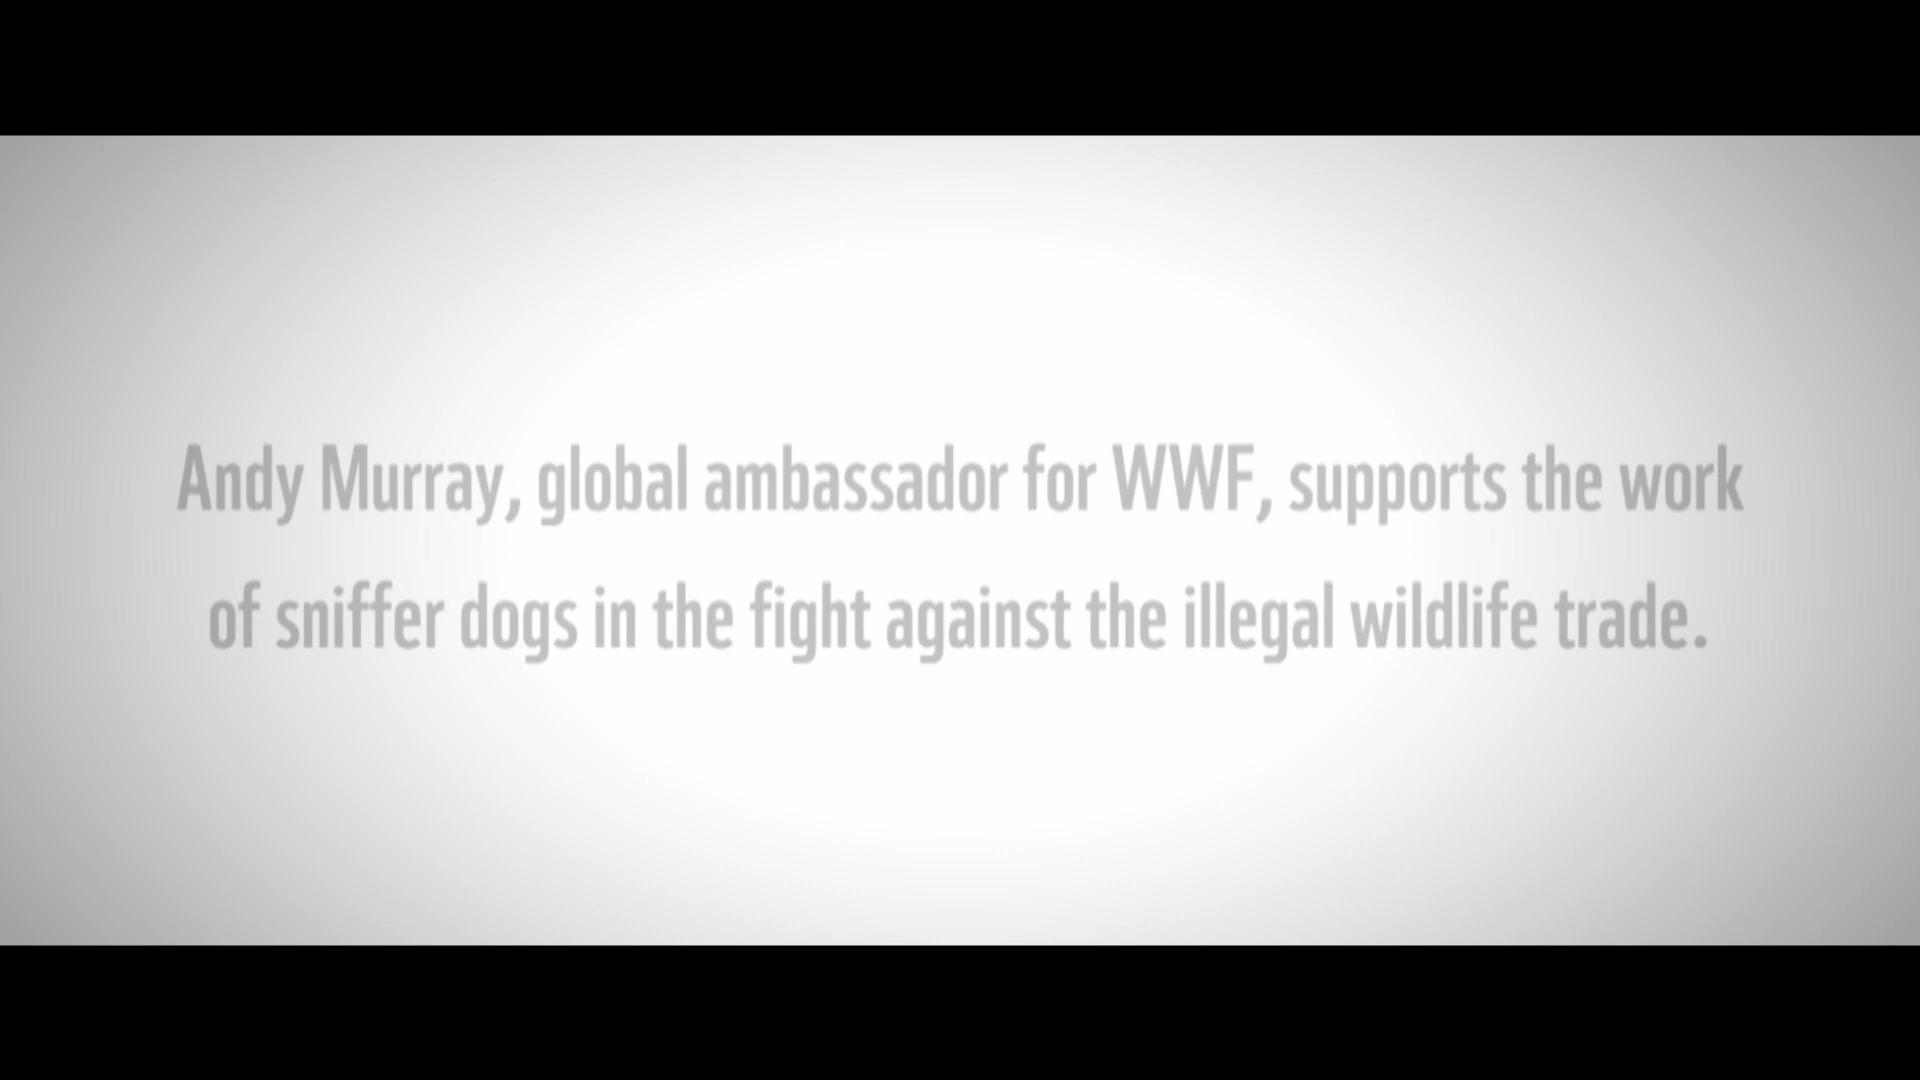 Andy Murray, global ambassador for WWF, supports the work
of sniffer dogs in the fight against the illegal wildlife trade.